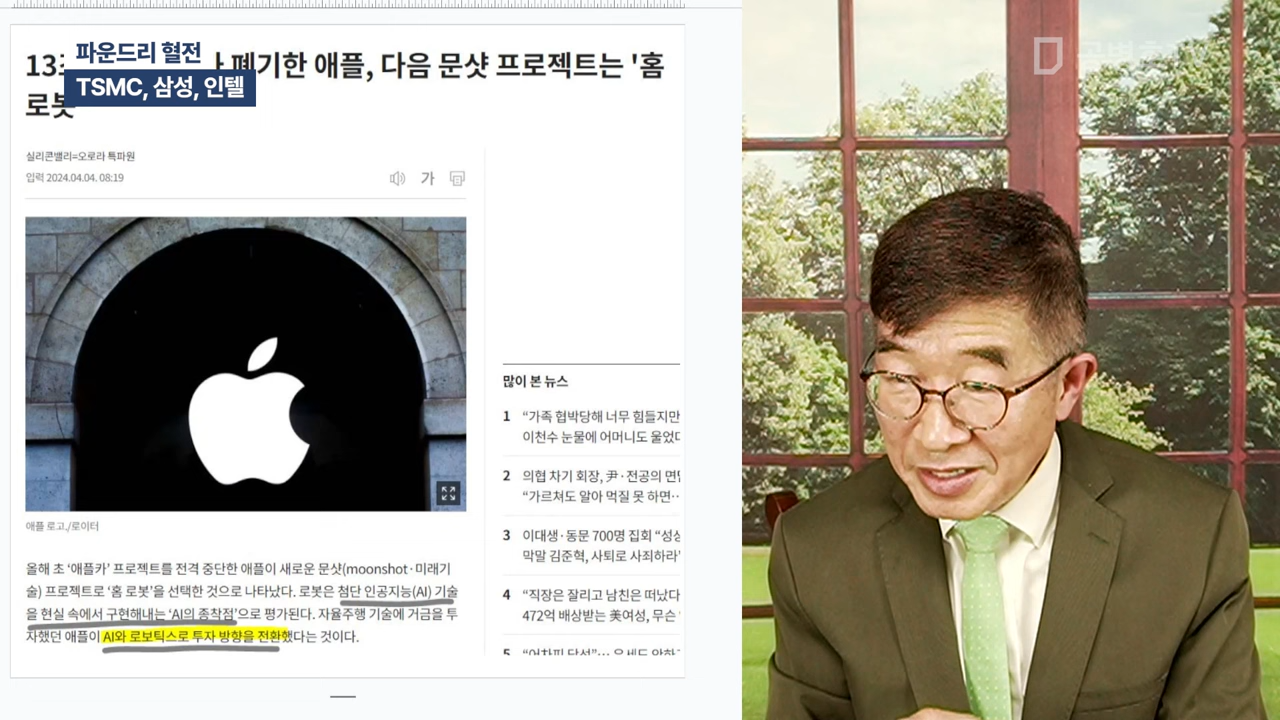 파운드리 혈전
TSMC, 삼성, 인텔
폐기한 애플, 다음 문샷 프로젝트는 '홈
로봇
실리콘밸리=오로라 특파원
입력 2024.04.04. 08:19
가
애플 로고./로이터
올해 초 ‘애플카’ 프로젝트를 전격 중단한 애플이 새로운 문샷(moonshot·미래기
술) 프로젝트로 ‘홈 로봇’을 선택한 것으로 나타났다. 로봇은 첨단 인공지능(AI) 기술
을 현실 속에서 구현해내는 ‘AI의 종착점’으로 평가된다. 자율주행 기술에 거금을 투
자했던 애플이 AI와 로보틱스로 투자 방향을 전환했다는 것이다.
많이 본 뉴스
1 “가족 협박당해 너무 힘들지만
이천수 눈물에 어머니도 울었다
2 의협 차기 회장, 尹·전공의 면담
“가르쳐도 알아 먹질 못 하면…
3 이대생·동문 700명 집회 “성상
막말 김준혁, 사퇴로 사죄하라”
4 “직장은 잘리고 남친은 떠났다
472억 배상받는 美여성, 무슨
5